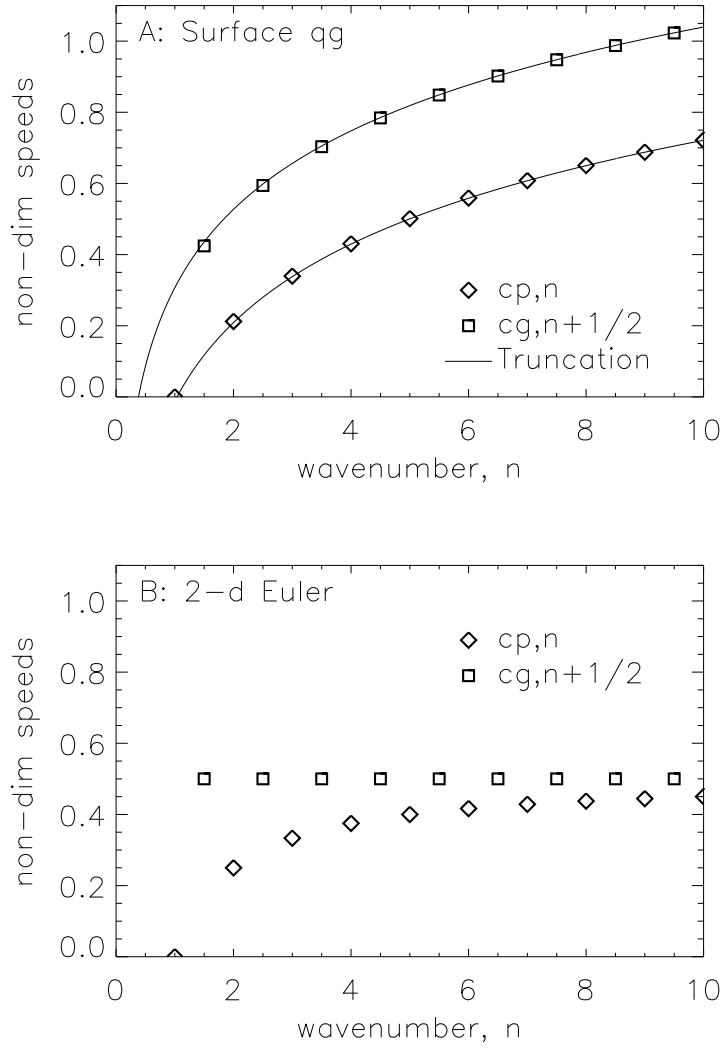 A: Surface qg
non-dim speeds
1.0
0.8
0.6
0.4
0.2
0.0
cp,n
cg,n+1/2
Truncation
0 2 4 6 8 10
wavenumber, n
B: 2-d Euler
non-dim speeds
1.0
0.8
0.6
0.4
0.2
0.0
cp,n
cg,n+1/2
0 2 4 6 8 10
wavenumber, n